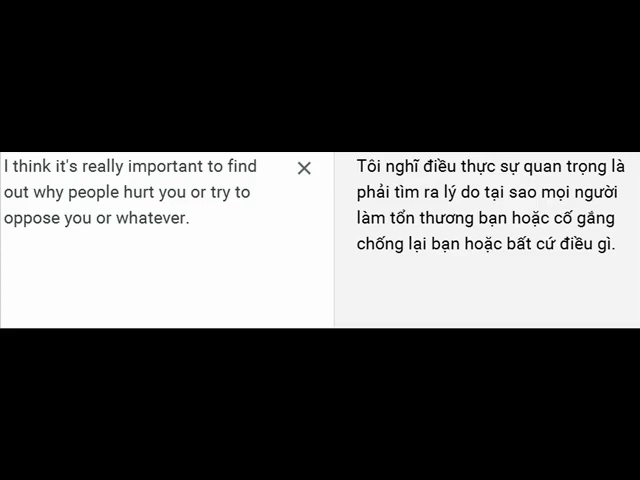 I think it's really important to find
out why people hurt you or try to
oppose you or whatever.
Tôi nghĩ điều thực sự quan trọng là
phải tìm ra lý do tại sao mọi người
làm tổn thương bạn hoặc cố gắng
chống lại bạn hoặc bất cứ điều gì.